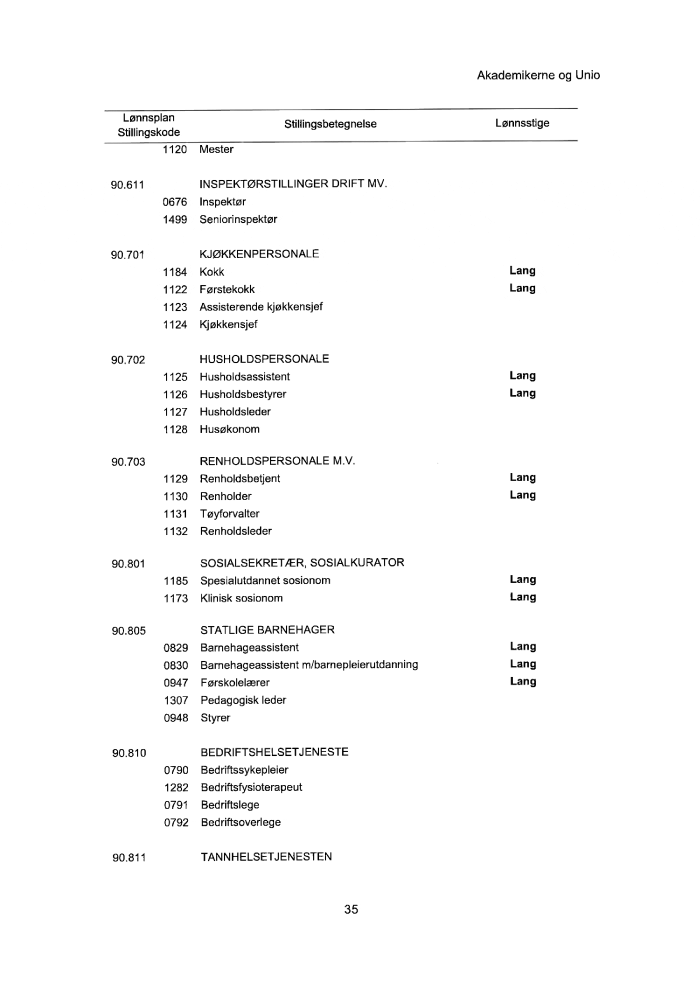 Akademikerne og Unio
Lønnsplan
Stillingskode Stillingsbetegnelse Lønnsstige
1120 Mester
90.611 INSPEKTØRSTILLINGER DRIFT MV.
0676 Inspektør
1499 Seniorinspektør
90.701 KJØKKENPERSONALE
1184 Kokk Lang
1122 Førstekokk Lang
1123 Assisterende kjøkkensjef
1124 Kjøkkensjef
90.702 HUSHOLDSPERSONALE
1125 Husholdsassistent Lang
1126 Husholdsbestyrer Lang
1127 Husholdsleder
1128 Husøkonom
90.703 RENHOLDSPERSONALE M.V.
1129 Renholdsbetjent Lang
1130 Renholder Lang
1131 Tøyforvalter
1132 Renholdsleder
90.801 SOSIALSEKRETÆR, SOSIALKURATOR
1185 Spesialutdannet sosionom Lang
1173 Klinisk sosionom Lang
90.805 STATLIGE BARNEHAGER
0829 Barnehageassistent Lang
0830 Barnehageassistent m/barnepleierutdanning Lang
0947 Førskolelærer Lang
1307 Pedagogisk leder
0948 Styrer
90.810 BEDRIFTSHELSETJENESTE
0790 Bedriftssykepleier
1282 Bedriftsfysioterapeut
0791 Bedriftslege
0792 Bedriftsoverlege
90.811 TANNHELSETJENESTEN
35